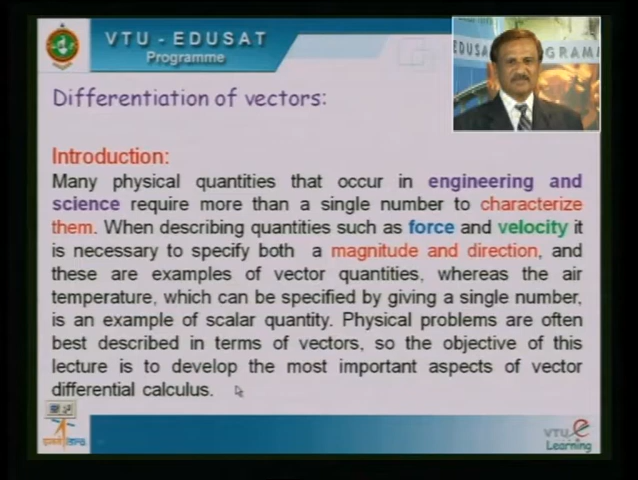 VTU - EDUSAT
Programme
EDUSA
OGRAMM
Differentiation of vectors:
Introduction:
Many physical quantities that occur in engineering and
science require more than a single number to characterize
them. When describing quantities such as force and velocity it
is necessary to specify both a magnitude and direction, and
these are examples of vector quantities, whereas the air
temperature, which can be specified by giving a single number,
is an example of scalar quantity. Physical problems are often
best described in terms of vectors, so the objective of this
lecture is to develop the most important aspects of vector
differential calculus.
VTU e
Learning